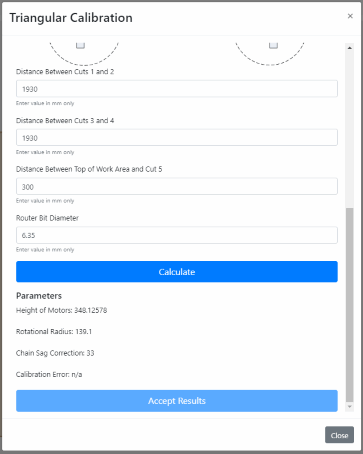 Triangular Calibration
×
Distance Between Cuts 1 and 2
1930
Enter value in mm only
Distance Between Cuts 3 and 4
1930
Enter value in mm only
Distance Between Top of Work Area and Cut 5
300
Enter value in mm only
Router Bit Diameter
6.35
Enter value in mm only
Calculate
Parameters
Height of Motors: 348.12578
Rotational Radius: 139.1
Chain Sag Correction: 33
Calibration Error: n/a
Accept Results
Close